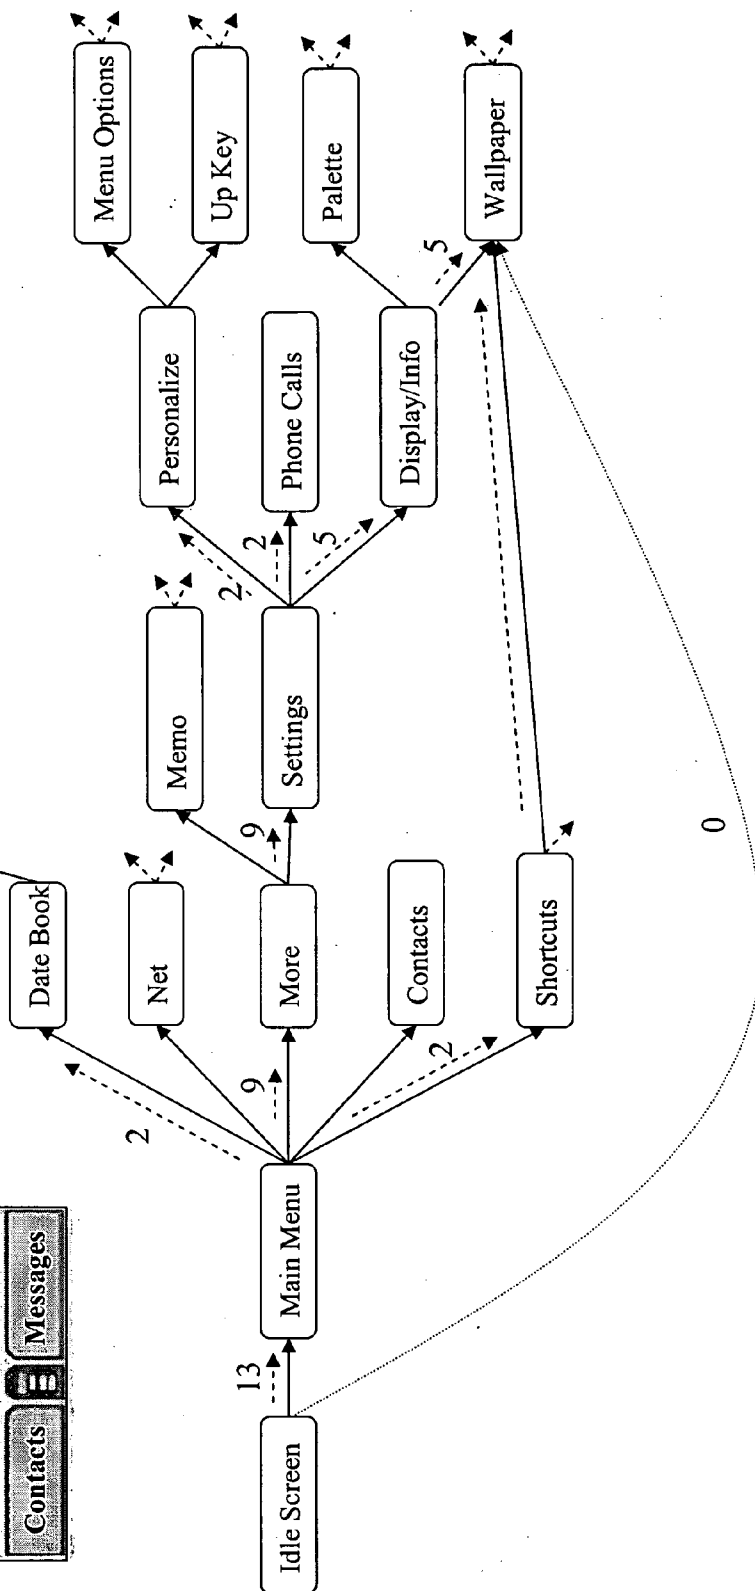 Contacts
Messages
Idle Screen
13
Main Menu
2
9
2
Date Book
Net
More
Contacts
Shortcuts
9
Memo
Settings
2
2
5
Personalize
Phone Calls
Display/Info
5
Menu Options
Up Key
Palette
Wallpaper
0